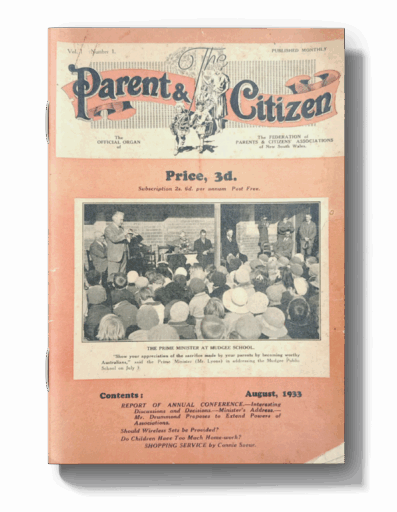 Vol. 7 Number 8.
PUBLISHED MONTHLY
The
Parent & Citizen
The
OFFICIAL ORGAN
of
The FEDERATION of
PARENTS & CITIZENS' ASSOCIATIONS
of New South Wales.
Price, 3d.
Subscription 3s. 6d. per annum Post Free.
THE PRIME MINISTER AT MUDGEE SCHOOL.
"Show your appreciation of the sacrifice made by your parents by becoming worthy
Australians," said the Prime Minister (Mr. Lyons) in addressing the Mudgee Public
School on July 5.
Contents:
August, 1933
REPORT OF ANNUAL CONFERENCE.—Interesting
Discussions and Decisions.—Minister's Address.—
Mr. Drummond Proposes to Extend Powers of
Associations.
Should Wireless Sets be Provided?
Do Children Have Too Much Home-work?
SHOPPING SERVICE by Connie Sweur.